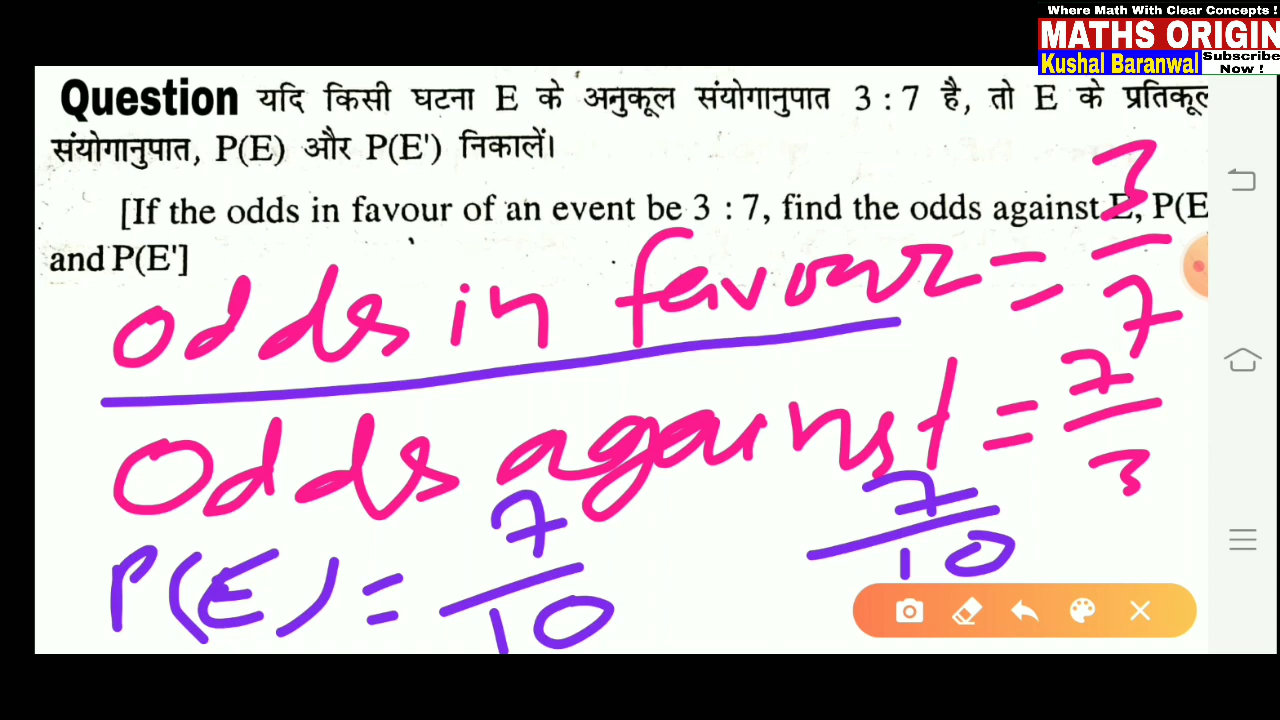 Where Math With Clear Concepts !
MATHS ORIGIN
Kushal Baranwal Subscribe Now !
Question यदि किसी घटना E के अनुकूल संयोगानुपात 3 : 7 है, तो E के प्रतिकूल
संयोगानुपात, P(E) और P(E') निकालें।
[If the odds in favour of an event be 3 : 7, find the odds against E, P(E
and P(E']
odds in favour = 3/7
Odds against = 7/3
P(E) = 7/10 7/10